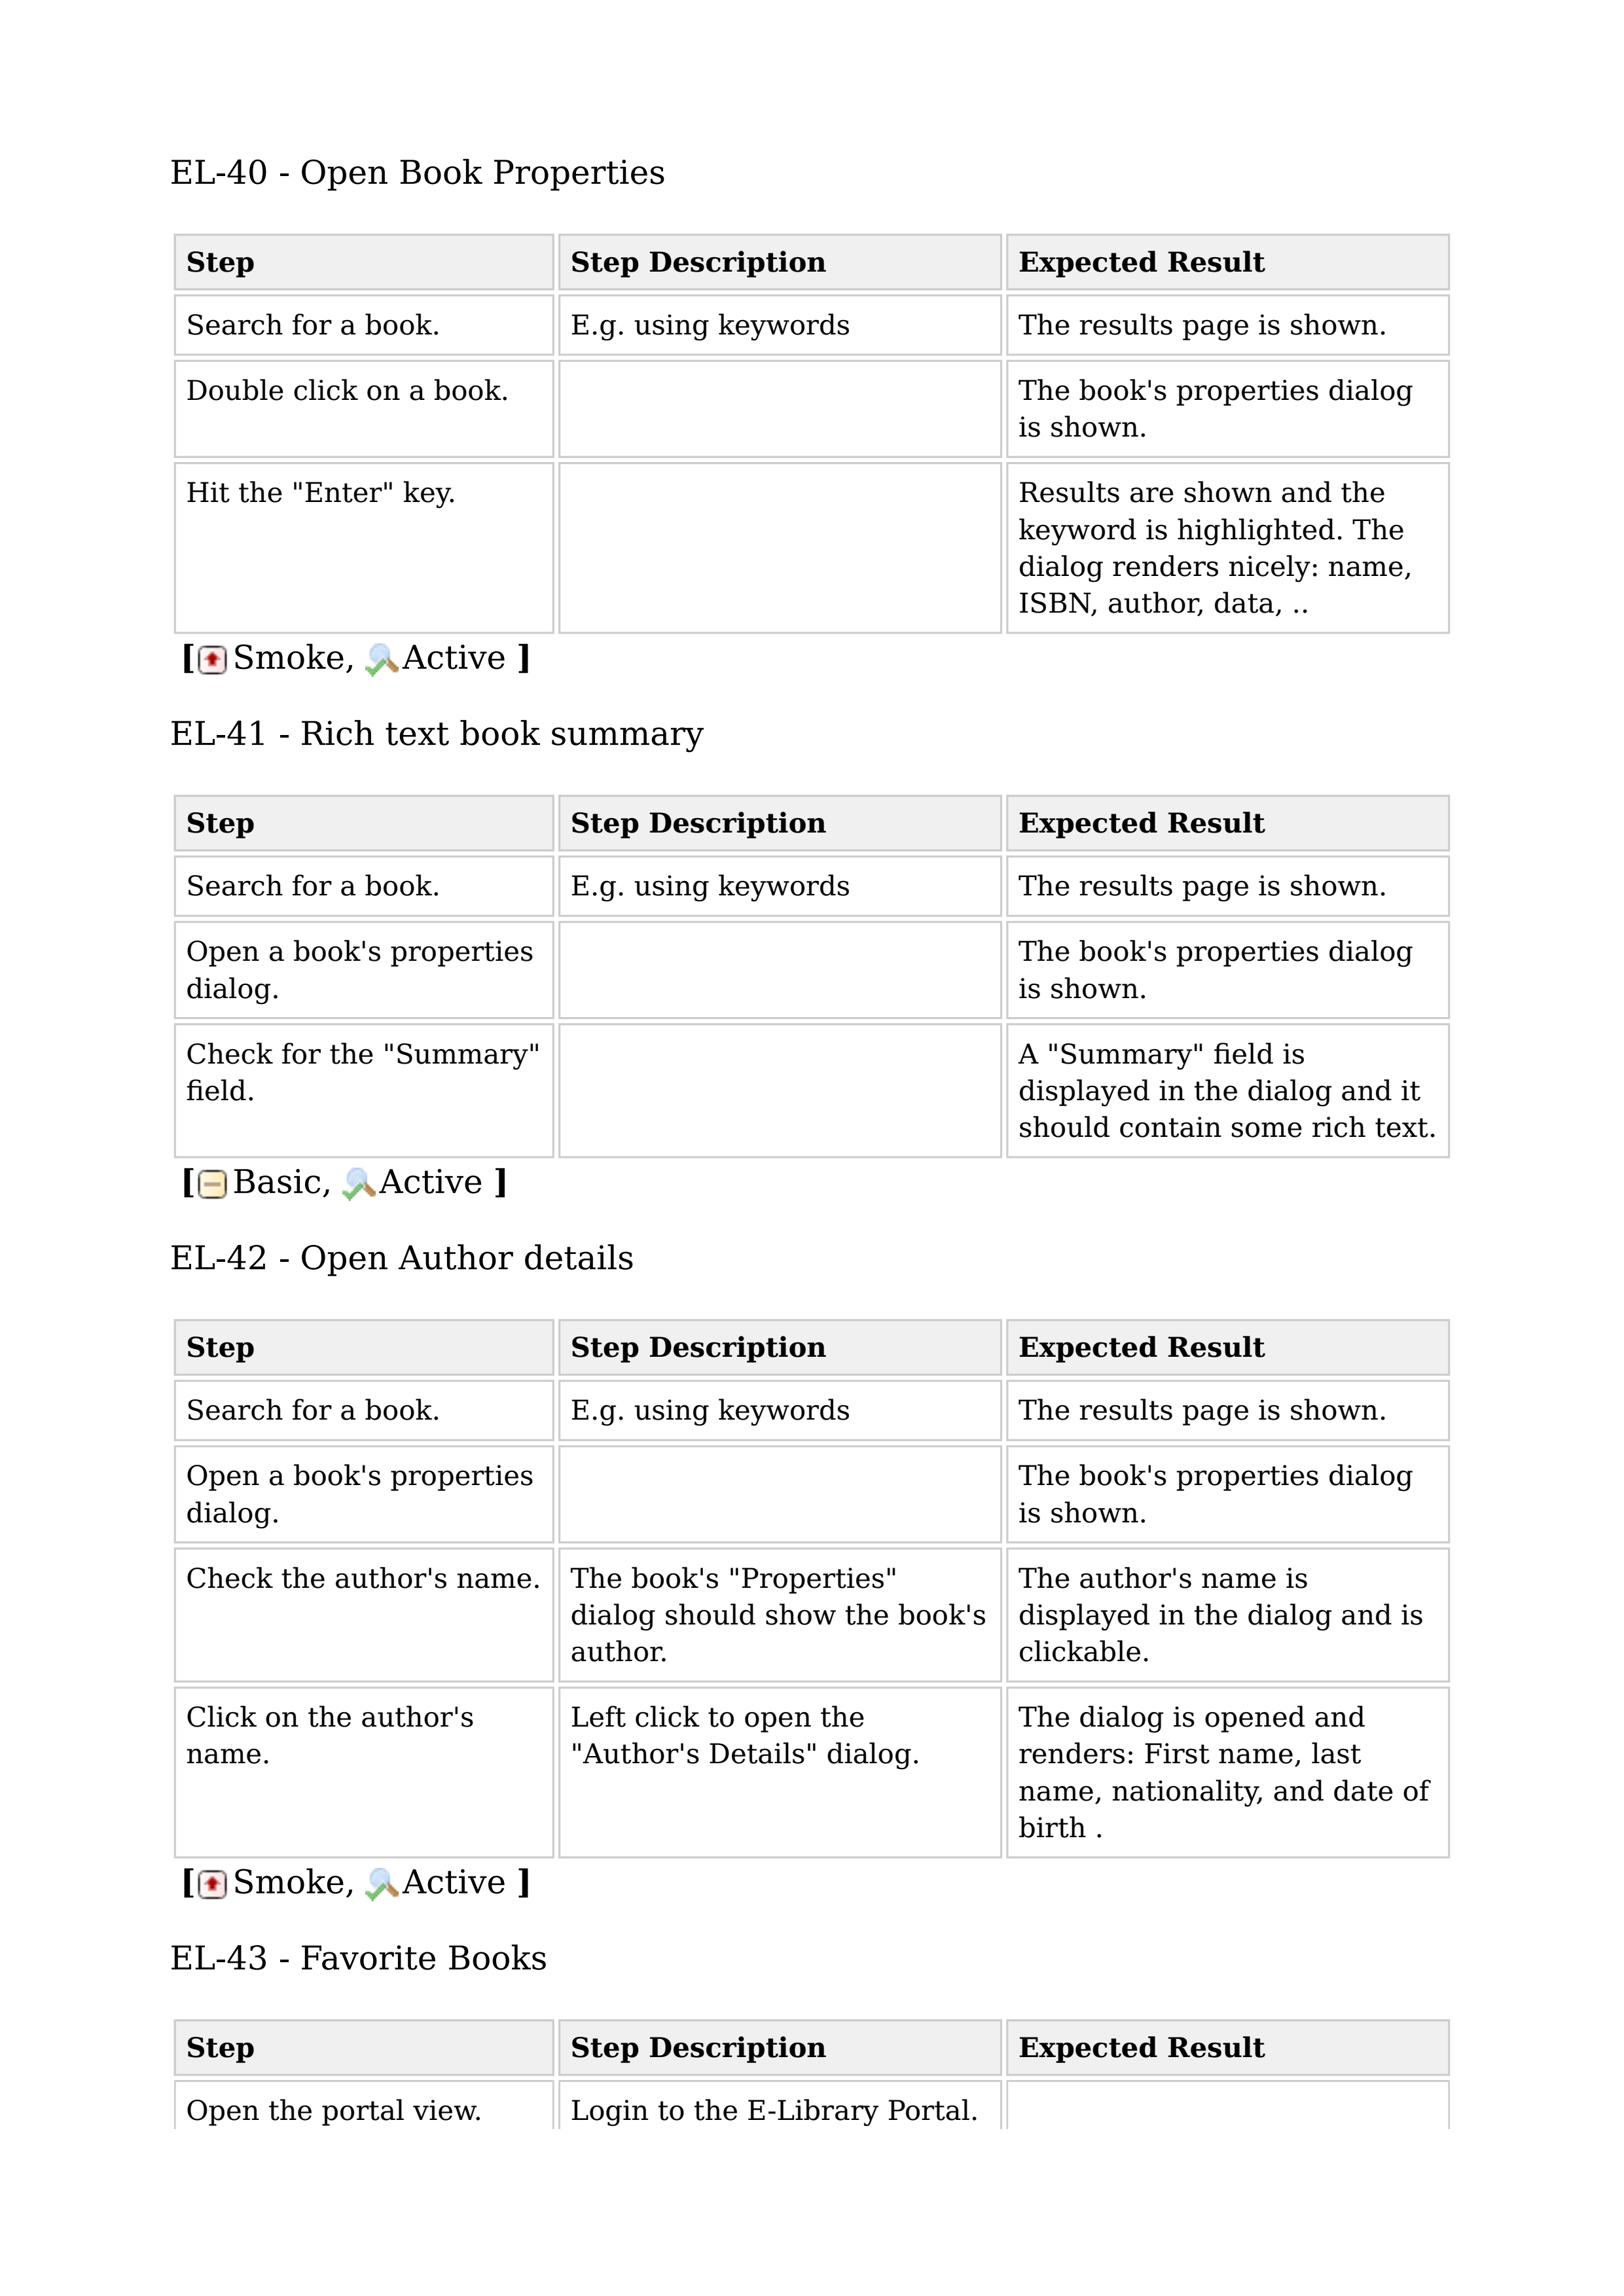 EL-40 - Open Book Properties
Step Step Description Expected Result
Search for a book. E.g. using keywords The results page is shown.
Double click on a book. The book's properties dialog
is shown.
Hit the "Enter" key. Results are shown and the
keyword is highlighted. The
dialog renders nicely: name,
ISBN, author, data, ..
[Smoke, Active ]
EL-41 - Rich text book summary
Step Step Description Expected Result
Search for a book. E.g. using keywords The results page is shown.
Open a book's properties The book's properties dialog
dialog. is shown.
Check for the "Summary" A "Summary" field is
field. displayed in the dialog and it
should contain some rich text.
[Basic, Active ]
EL-42 - Open Author details
Step Step Description Expected Result
Search for a book. E.g. using keywords The results page is shown.
Open a book's properties The book's properties dialog
dialog. is shown.
Check the author's name. The book's "Properties" The author's name is
dialog should show the book's displayed in the dialog and is
author. clickable.
Click on the author's Left click to open the The dialog is opened and
name. "Author's Details" dialog. renders: First name, last
name, nationality, and date of
birth .
[Smoke, Active ]
EL-43 - Favorite Books
Step Step Description Expected Result
Open the portal view. Login to the E-Library Portal.